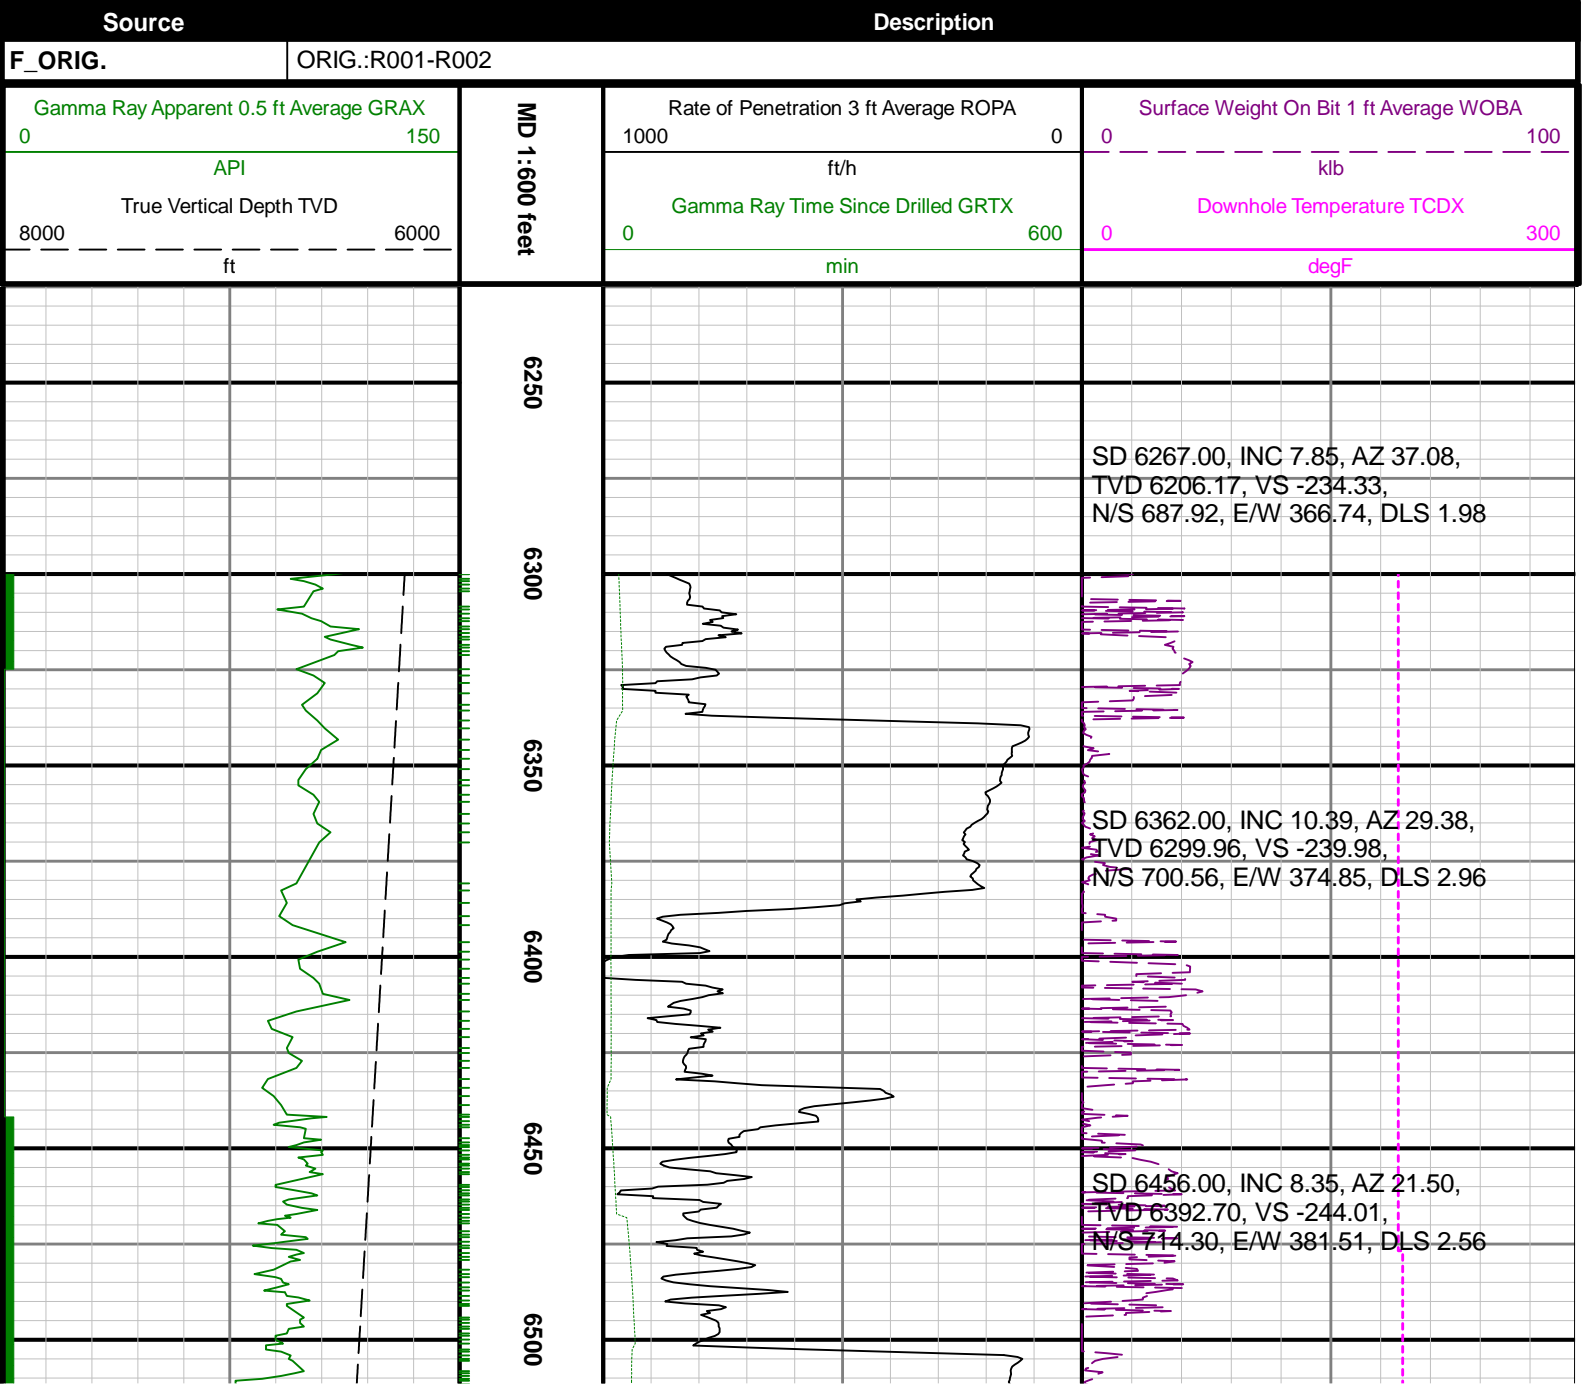 Source Description
F_ORIG. ORIG.:R001-R002
Gamma Ray Apparent 0.5 ft Average GRAX
0 150
API
True Vertical Depth TVD
8000 6000
ft
MD 1:600 feet
Rate of Penetration 3 ft Average ROPA
1000 0
ft/h
Gamma Ray Time Since Drilled GRTX
0 600
min
Surface Weight On Bit 1 ft Average WOBA
0 100
klb
Downhole Temperature TCDX
0 300
degF
6250
SD 6267.00, INC 7.85, AZ 37.08,
TVD 6206.17, VS -234.33,
N/S 687.92, E/W 366.74, DLS 1.98
6300
6350
SD 6362.00, INC 10.39, AZ 29.38,
TVD 6299.96, VS -239.98,
N/S 700.56, E/W 374.85, DLS 2.96
6400
6450
SD 6456.00, INC 8.35, AZ 21.50,
TVD 6392.70, VS -244.01,
N/S 714.30, E/W 381.51, DLS 2.56
6500